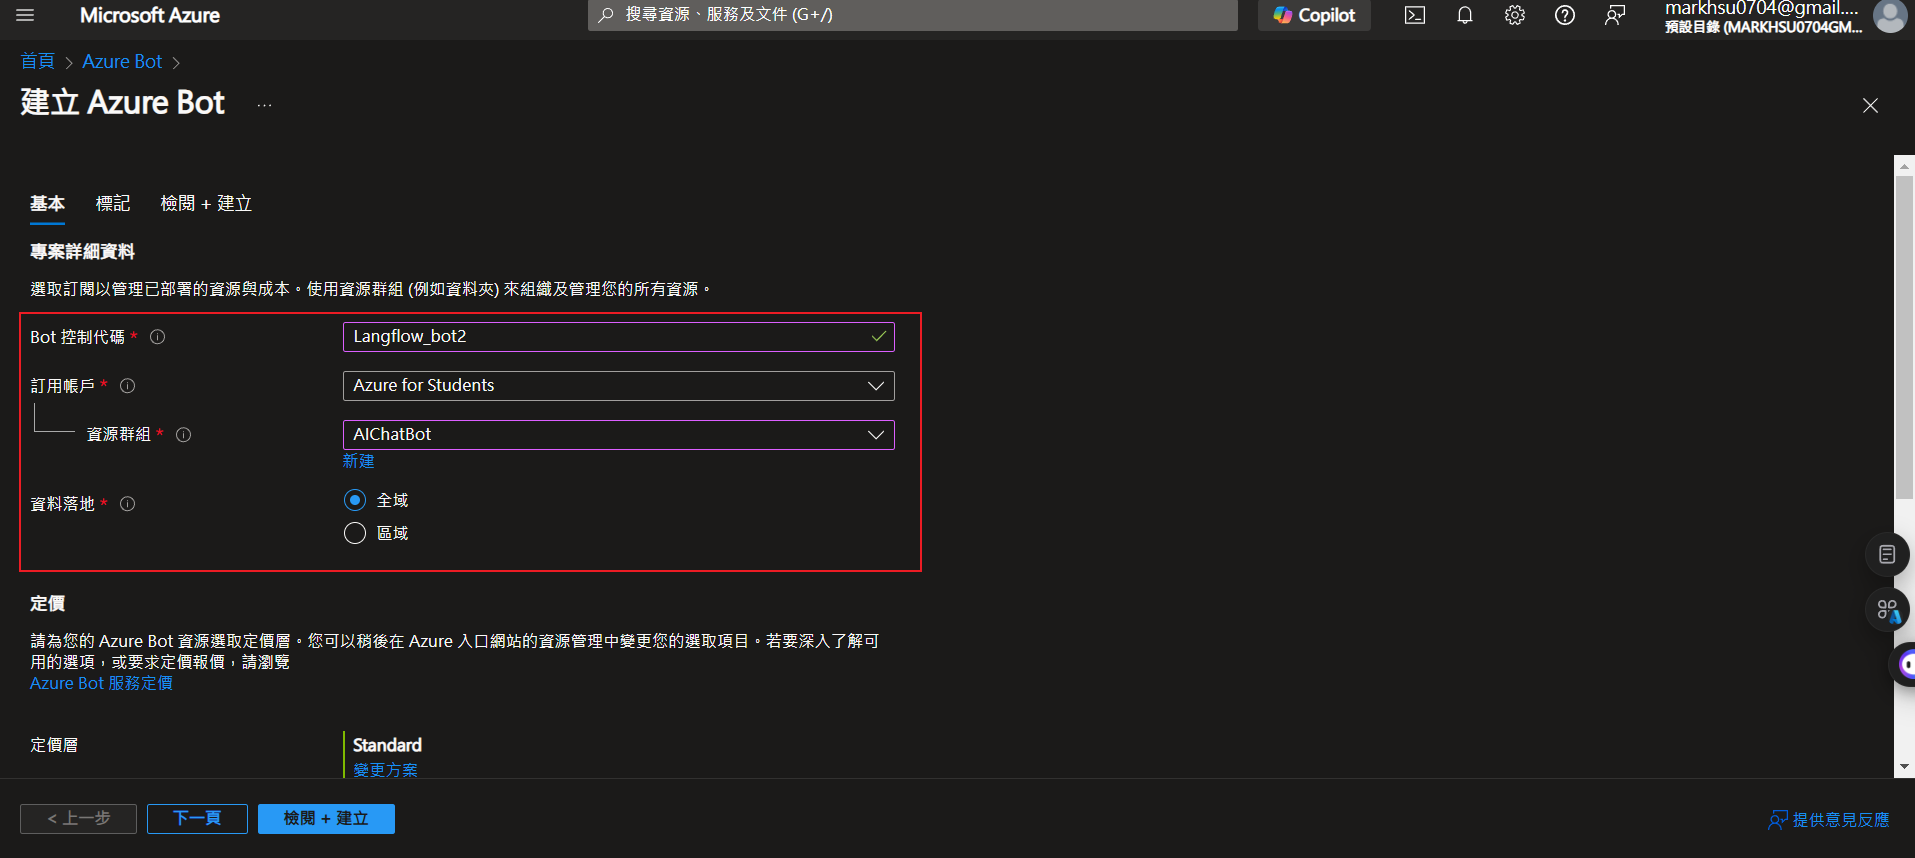 Microsoft Azure
搜尋資源、服務及文件 (G+/)
Copilot
markhsu0704@gmail....
預設目錄 (MARKHSU0704GM...
首頁 > Azure Bot >
建立 Azure Bot ...
基本 標記 檢閱 + 建立
專案詳細資料
選取訂閱以管理已部署的資源與成本。使用資源群組 (例如資料夾) 來組織及管理您的所有資源。
Bot 控制代碼 *
Langflow_bot2
訂用帳戶 *
Azure for Students
資源群組 *
AIChatBot
新建
資料落地 *
全域
區域
定價
請為您的 Azure Bot 資源選取定價層。您可以稍後在 Azure 入口網站的資源管理中變更您的選取項目。若要深入了解可
用的選項，或要求定價報價，請瀏覽
Azure Bot 服務定價
定價層
Standard
變更方案
< 上一步
下一頁
檢閱 + 建立
提供意見反應